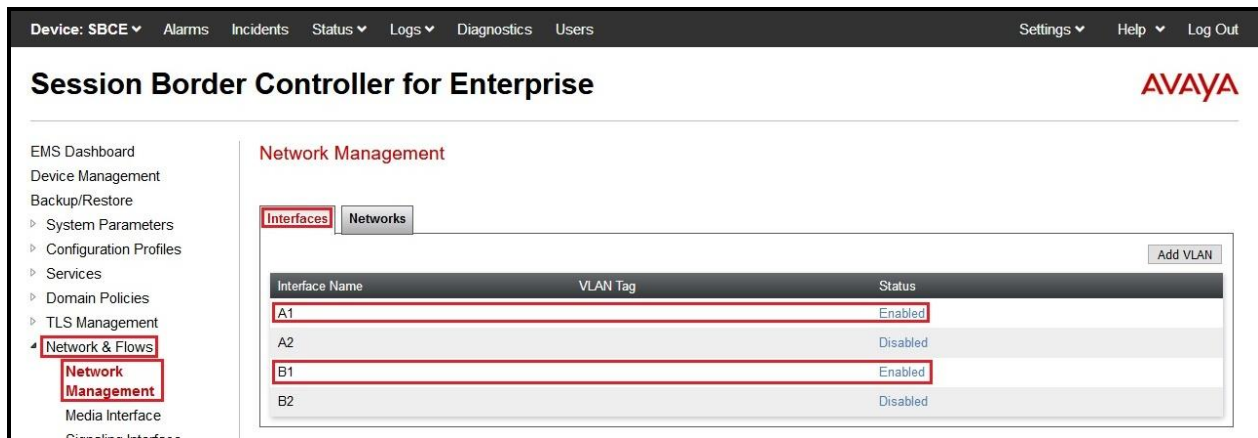 Device: SBCE Alarms Incidents Status Logs Diagnostics Users Settings Help Log Out
Session Border Controller for Enterprise
AVAYA
EMS Dashboard
Device Management
Backup/Restore
System Parameters
Configuration Profiles
Services
Domain Policies
TLS Management
Network & Flows
Network
Management
Media Interface
Signaling Interface
Network Management
Interfaces Networks
Add VLAN
Interface Name VLAN Tag Status
A1 Enabled
A2 Disabled
B1 Enabled
B2 Disabled